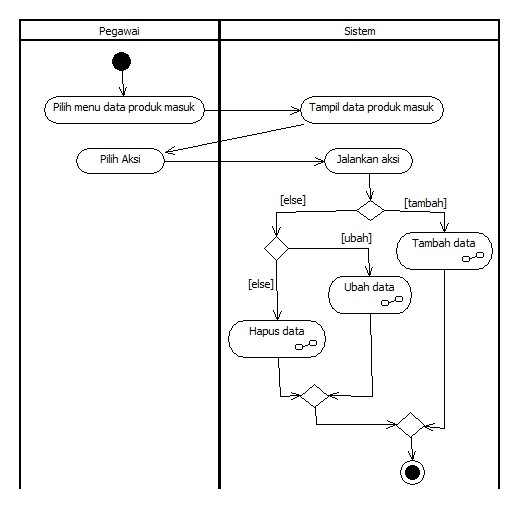 Pegawai
Sistem
Pilih menu data produk masuk
Tampil data produk masuk
Pilih Aksi
Jalankan aksi
[else]
[tambah]
[ubah]
Tambah data
[else]
Ubah data
Hapus data